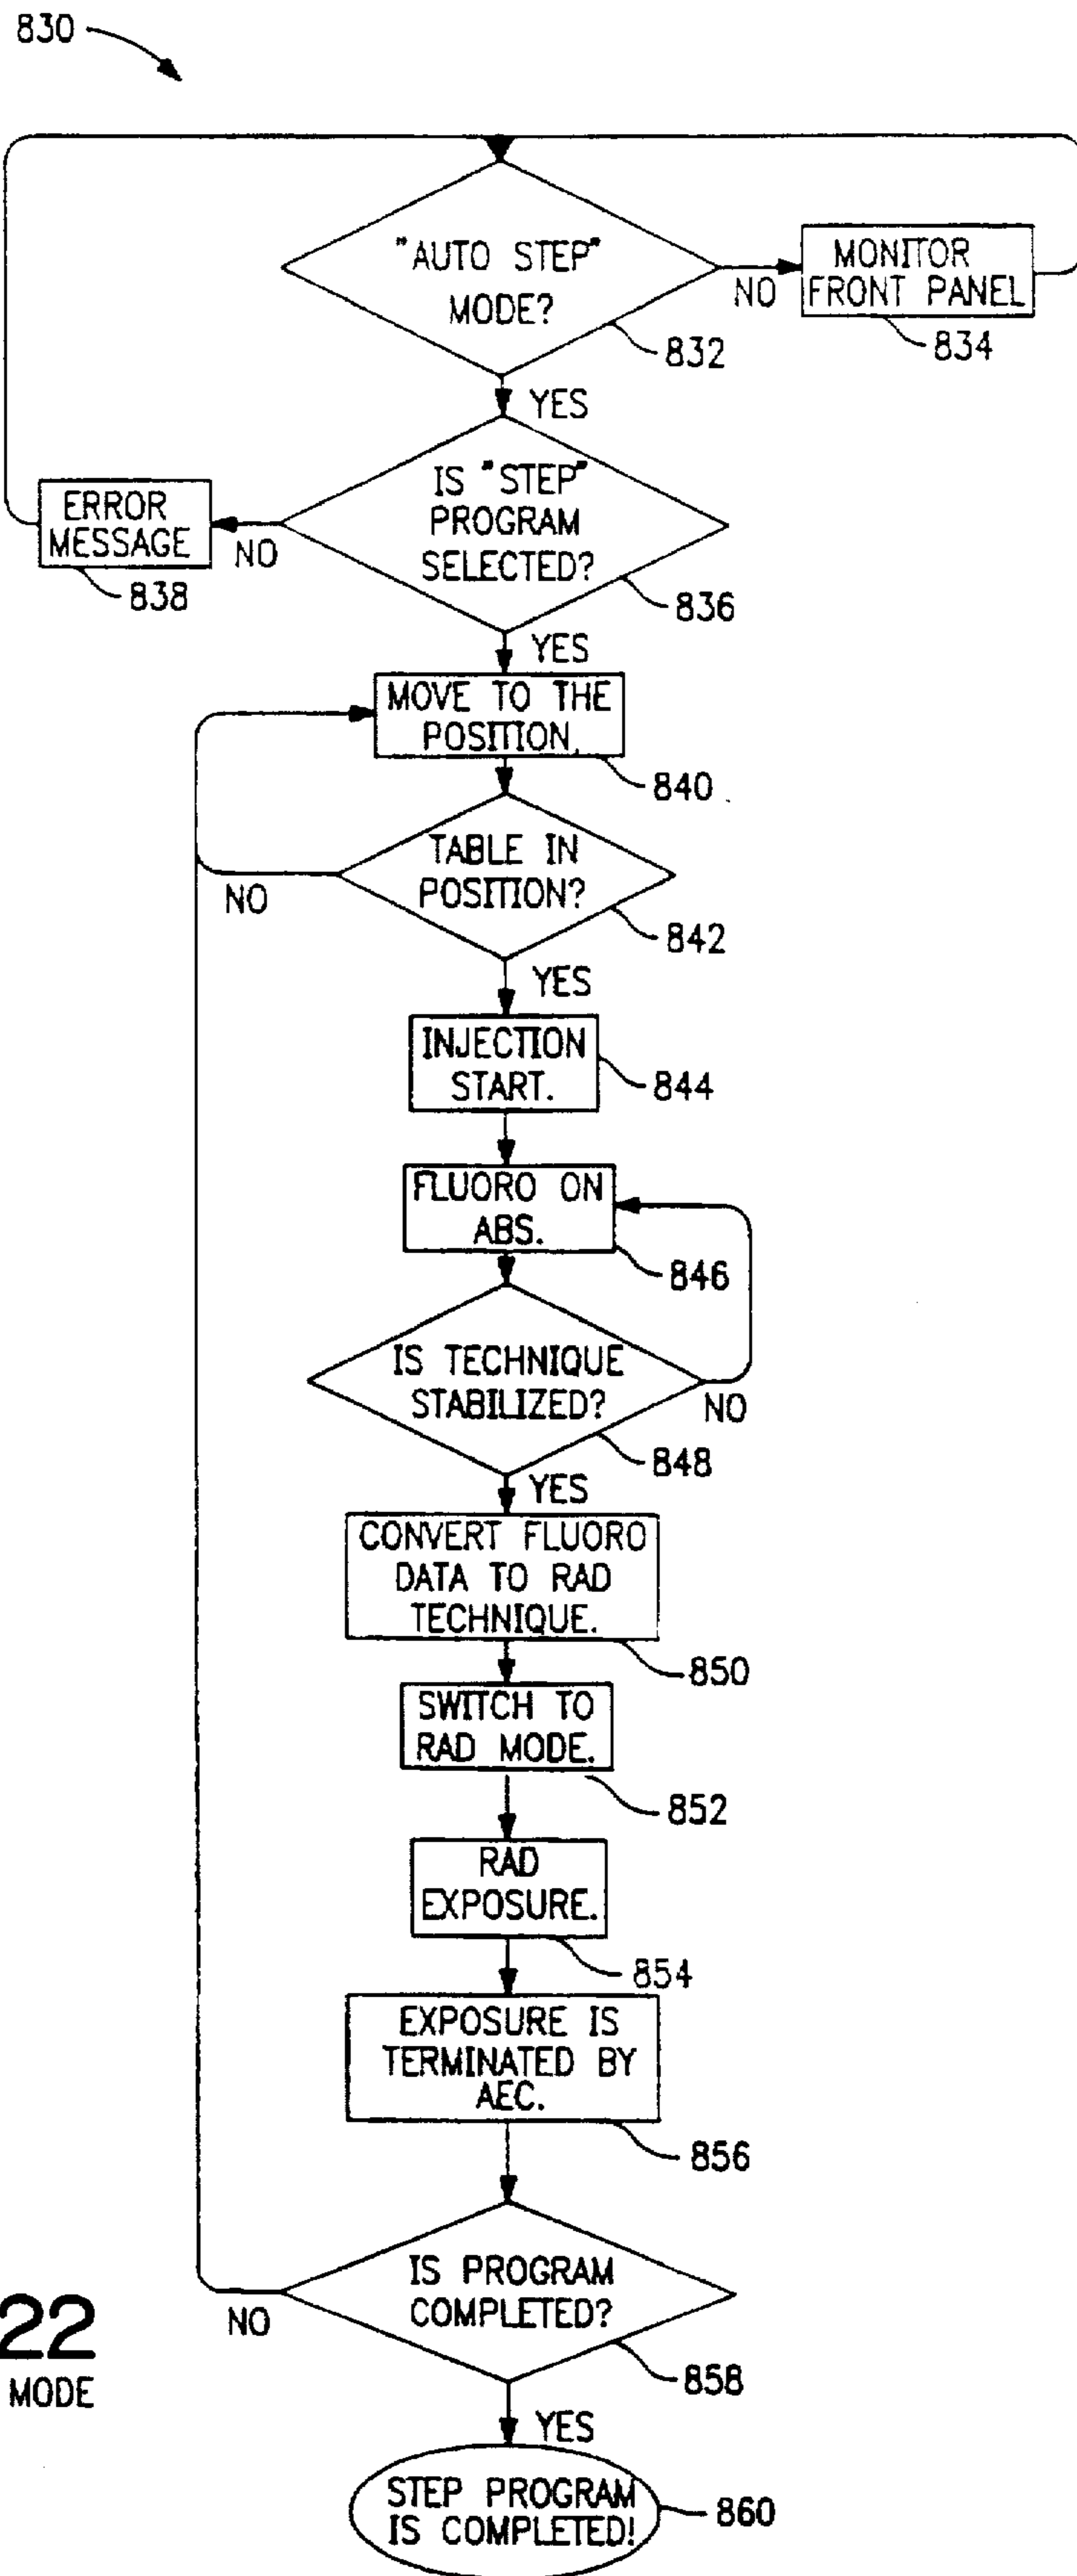 830
"AUTO STEP"
MODE?
832
NO
MONITOR
FRONT PANEL
834
YES
IS "STEP"
PROGRAM
SELECTED?
836
NO
ERROR
MESSAGE
838
YES
MOVE TO THE
POSITION.
840
TABLE IN
POSITION?
842
NO
YES
INJECTION
START.
844
FLUORO ON
ABS.
846
IS TECHNIQUE
STABILIZED?
848
NO
YES
CONVERT FLUORO
DATA TO RAD
TECHNIQUE.
850
SWITCH TO
RAD MODE.
852
RAD
EXPOSURE.
854
EXPOSURE IS
TERMINATED BY
AEC.
856
IS PROGRAM
COMPLETED?
858
NO
22
MODE
YES
STEP PROGRAM
IS COMPLETED!
860